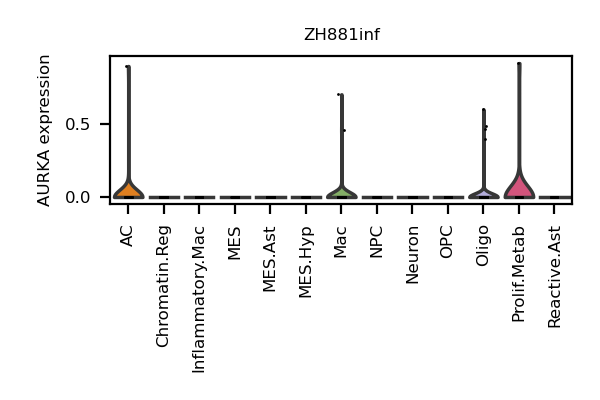 ZH881inf
AURKA expression
0.5
0.0
AC
Chromatin.Reg
Inflammatory.Mac
MES
MES.Ast
MES.Hyp
Mac
NPC
Neuron
OPC
Oligo
Prolif.Metab
Reactive.Ast